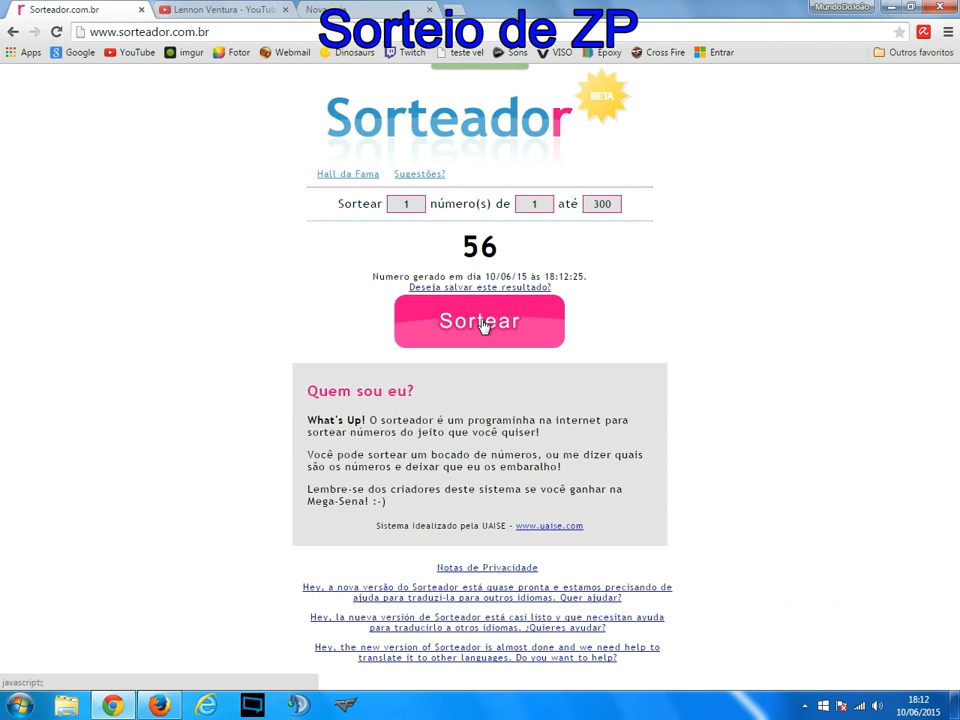 Sorteador.com.br
Lennon Ventura - YouTub
MundoDoJoão
www.sorteador.com.br
Sorteio de ZP
Apps
YouTube
imgur
Fotor
Webmail
Dinosaurs
Twitch
teste vel
Sons
VISO
Epoxy
Cross Fire
Entrar
Outros favoritos
Sorteador
BETA
Hall da Fama Sugestões?
Sortear 1 número(s) de 1 até 300
56
Numero gerado em dia 10/06/15 às 18:12:25.
Deseja salvar este resultado?
Sortear
Quem sou eu?
What's Up! O sorteador é um programinha na internet para
sortear números do jeito que você quiser!
Você pode sortear um bocado de números, ou me dizer quais
são os números e deixar que eu os embaralho!
Lembre-se dos criadores deste sistema se você ganhar na
Mega-Sena! :-)
Sistema Idealizado pela UAISE - www.uaise.com
Notas de Privacidade
Hey, a nova versão do Sorteador está quase pronta e estamos precisando de
ajuda para traduzí-la para outros idiomas. Quer ajudar?
Hey, la nueva versión de Sorteador está casi listo y que necesitan ayuda
para traducirlo a otros idiomas. ¿Quieres ayudar?
Hey, the new version of Sorteador is almost done and we need help to
translate it to other languages. Do you want to help?
javascript:;
18:12
10/06/2015